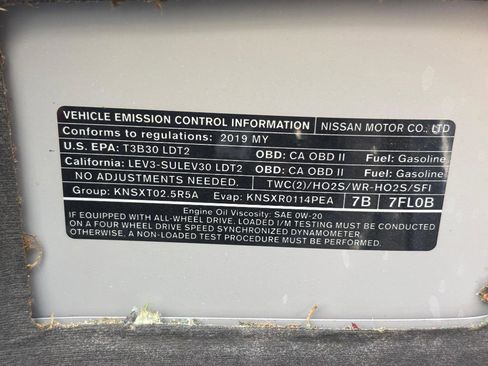 VEHICLE EMISSION CONTROL INFORMATION NISSAN MOTOR CO., LTD
Conforms to regulations: 2019 MY
U.S. EPA: T3B30 LDT2 OBD: CA OBD II Fuel: Gasoline
California: LEV3-SULEV30 LDT2 OBD: CA OBD II Fuel: Gasoline
NO ADJUSTMENTS NEEDED. TWC(2)/HO2S/WR-HO2S/SFI
Group: KNSXT02.5R5A Evap: KNSXR0114PEA 7B 7FL0B
Engine Oil Viscosity: SAE 0W-20
IF EQUIPPED WITH ALL-WHEEL DRIVE. LOADED I/M TESTING MUST BE CONDUCTED
ON A FOUR WHEEL DRIVE SPEED SYNCHRONIZED DYNAMOMETER.
A NON-LOADED TEST PROCEDURE MUST BE PERFORMED.